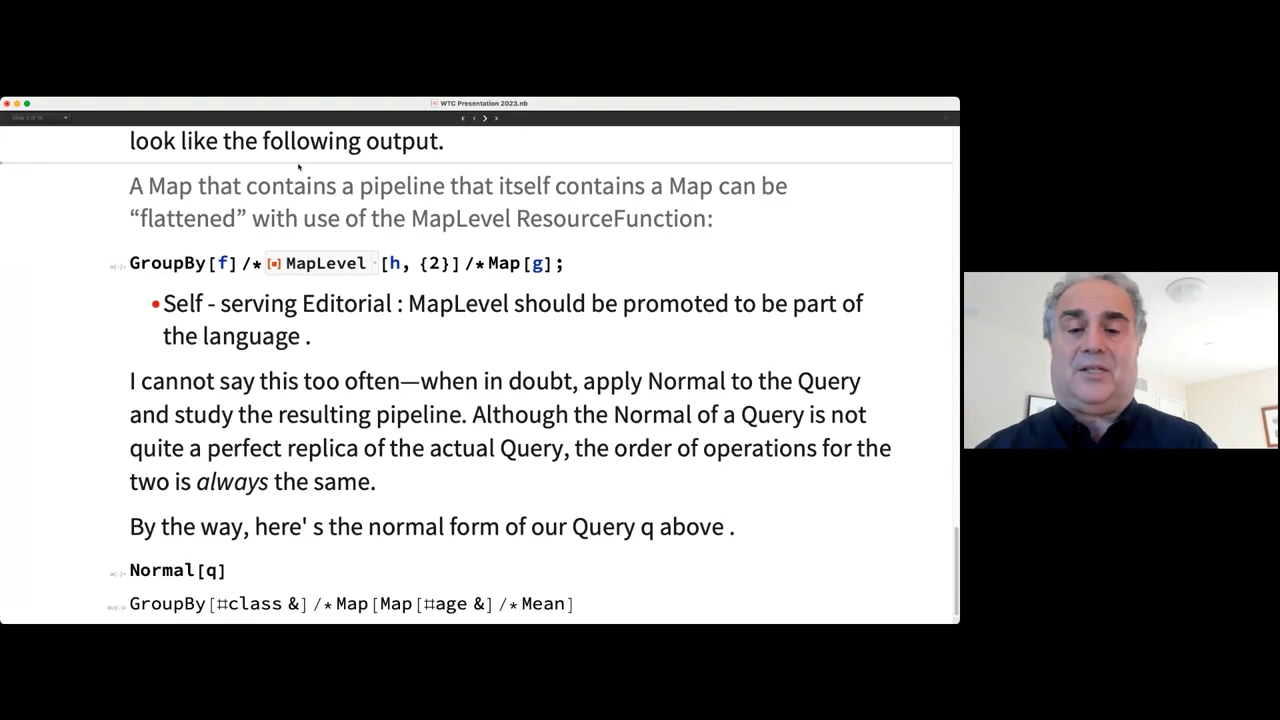 WTC Presentation 2023.nb
Slide 5 of 14
look like the following output.
A Map that contains a pipeline that itself contains a Map can be
“flattened” with use of the MapLevel ResourceFunction:
GroupBy[f] /* MapLevel [h, {2}] /* Map[g];
•Self - serving Editorial : MapLevel should be promoted to be part of
the language .
I cannot say this too often—when in doubt, apply Normal to the Query
and study the resulting pipeline. Although the Normal of a Query is not
quite a perfect replica of the actual Query, the order of operations for the
two is always the same.
By the way, here' s the normal form of our Query q above .
Normal[q]
GroupBy[#class &] /* Map[Map[#age &] /* Mean]